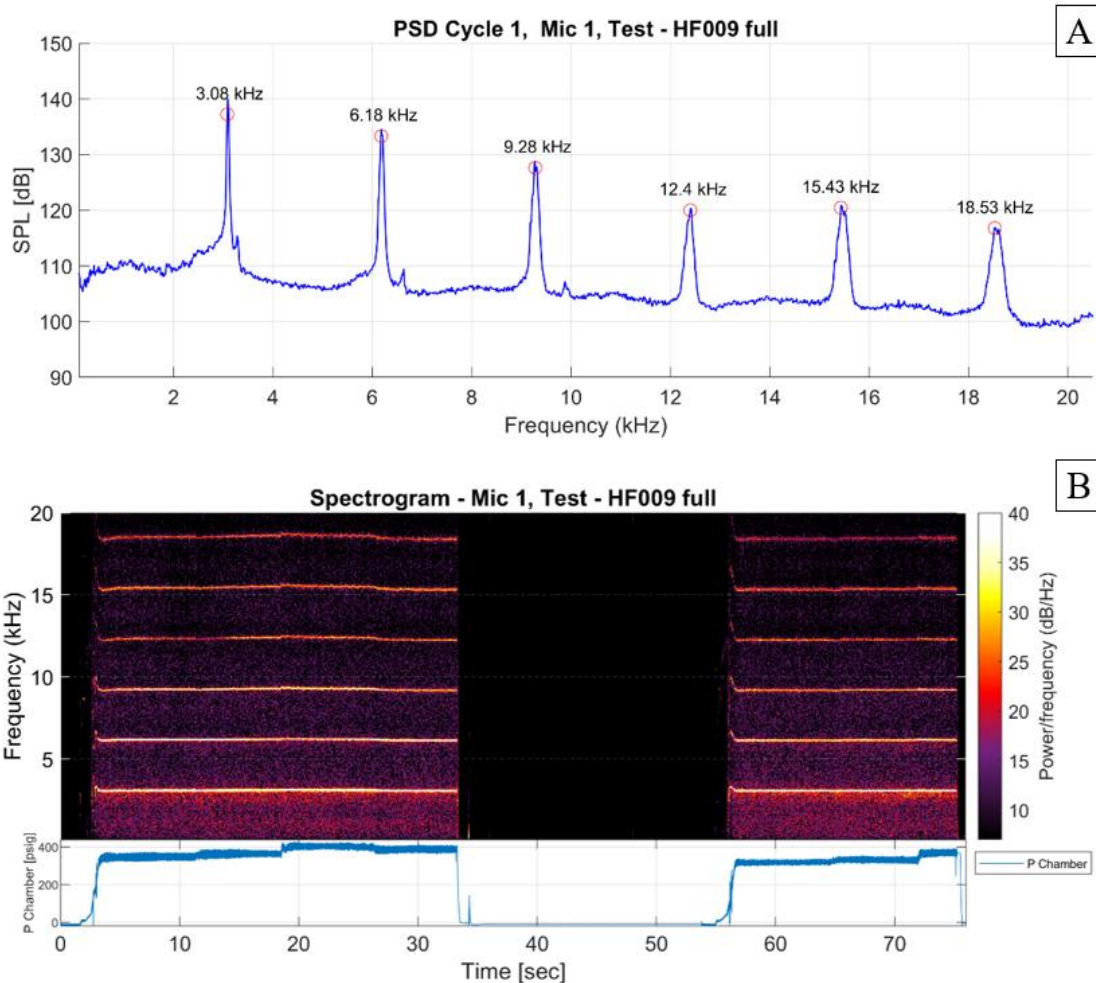 PSD Cycle 1,  Mic 1, Test - HF009 full
A
150
140
130
120
110
100
90
SPL [dB]
3.08 kHz
6.18 kHz
9.28 kHz
12.4 kHz
15.43 kHz
18.53 kHz
2
4
6
8
10
12
14
16
18
20
Frequency (kHz)
B
Spectrogram - Mic 1, Test - HF009 full
20
15
10
5
Frequency (kHz)
40
35
30
25
20
15
10
Power/frequency (dB/Hz)
P Chamber [psig]
400
200
0
P Chamber
0
10
20
30
40
50
60
70
Time [sec]